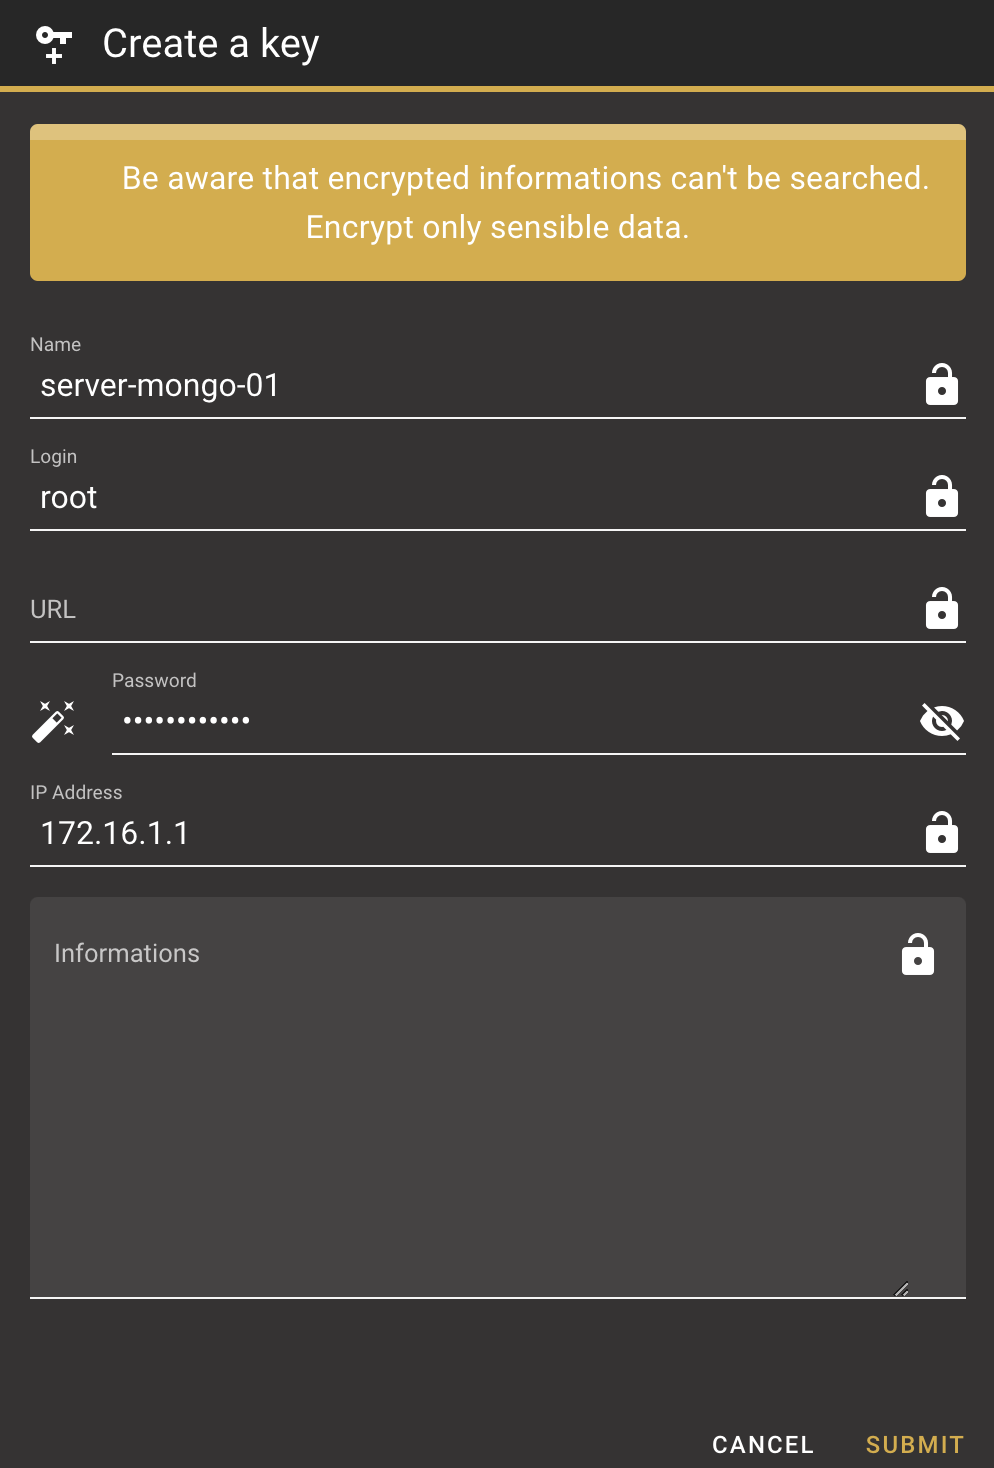 Create a key
Be aware that encrypted informations can't be searched.
Encrypt only sensible data.
Name
server-mongo-01
Login
root
URL
Password
••••••••••••
IP Address
172.16.1.1
Informations
CANCEL SUBMIT